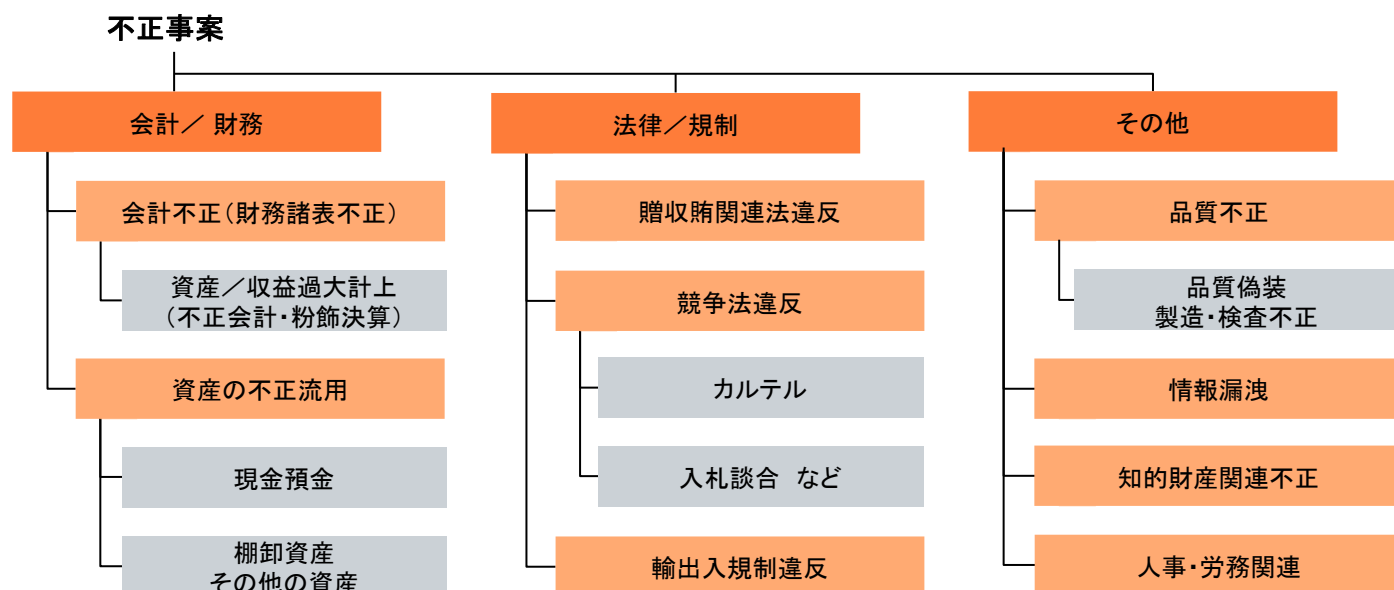 不正事案
会計／ 財務
会計不正（財務諸表不正）
資産／収益過大計上
（不正会計・粉飾決算）
資産の不正流用
現金預金
棚卸資産
その他の資産
法律／規制
贈収賄関連法違反
競争法違反
カルテル
入札談合 など
輸出入規制違反
その他
品質不正
品質偽装
製造・検査不正
情報漏洩
知的財産関連不正
人事・労務関連